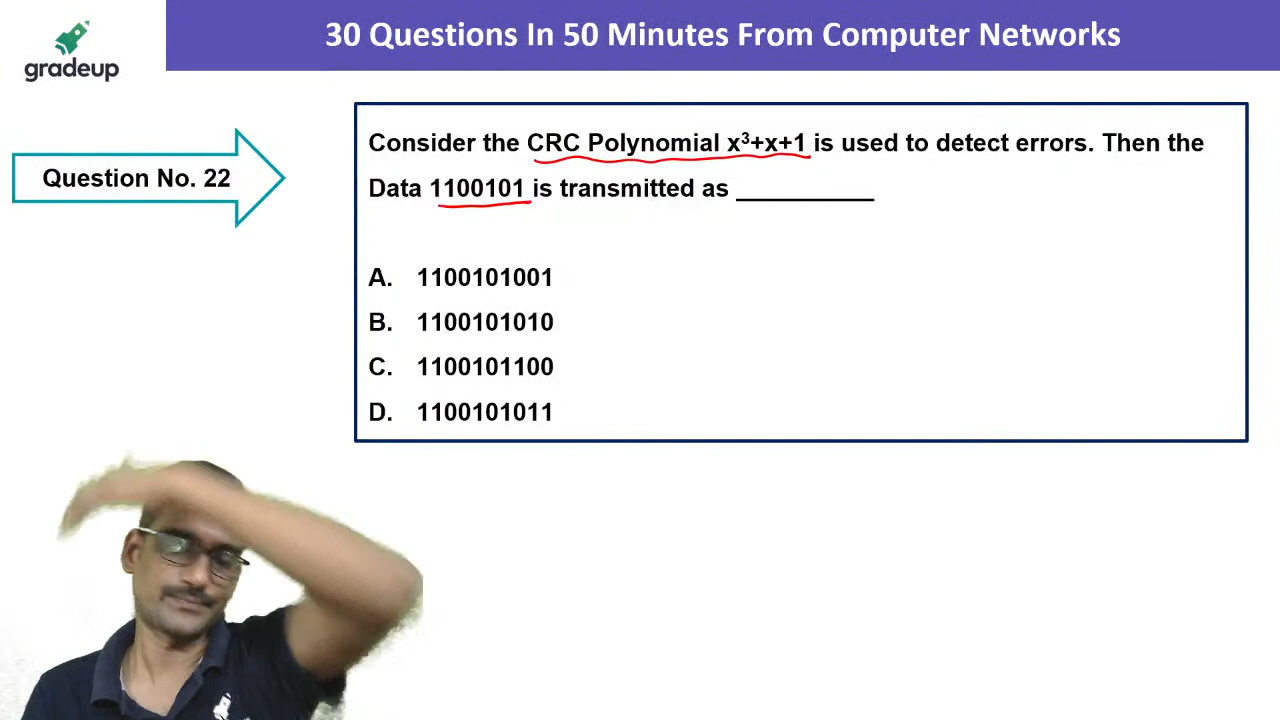 gradeup
30 Questions In 50 Minutes From Computer Networks
Question No. 22
Consider the CRC Polynomial x³+x+1 is used to detect errors. Then the
Data 1100101 is transmitted as __________
A. 1100101001
B. 1100101010
C. 1100101100
D. 1100101011